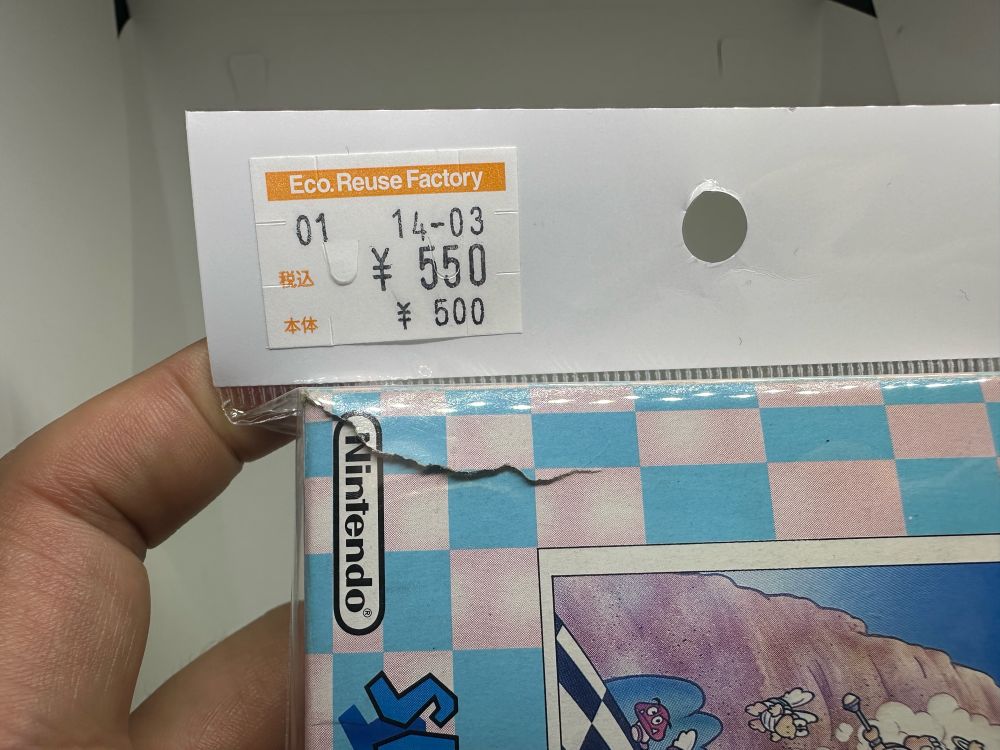 Eco. Reuse Factory
01 14-03
税込 ¥ 550
本体 ¥ 500
Nintendo®